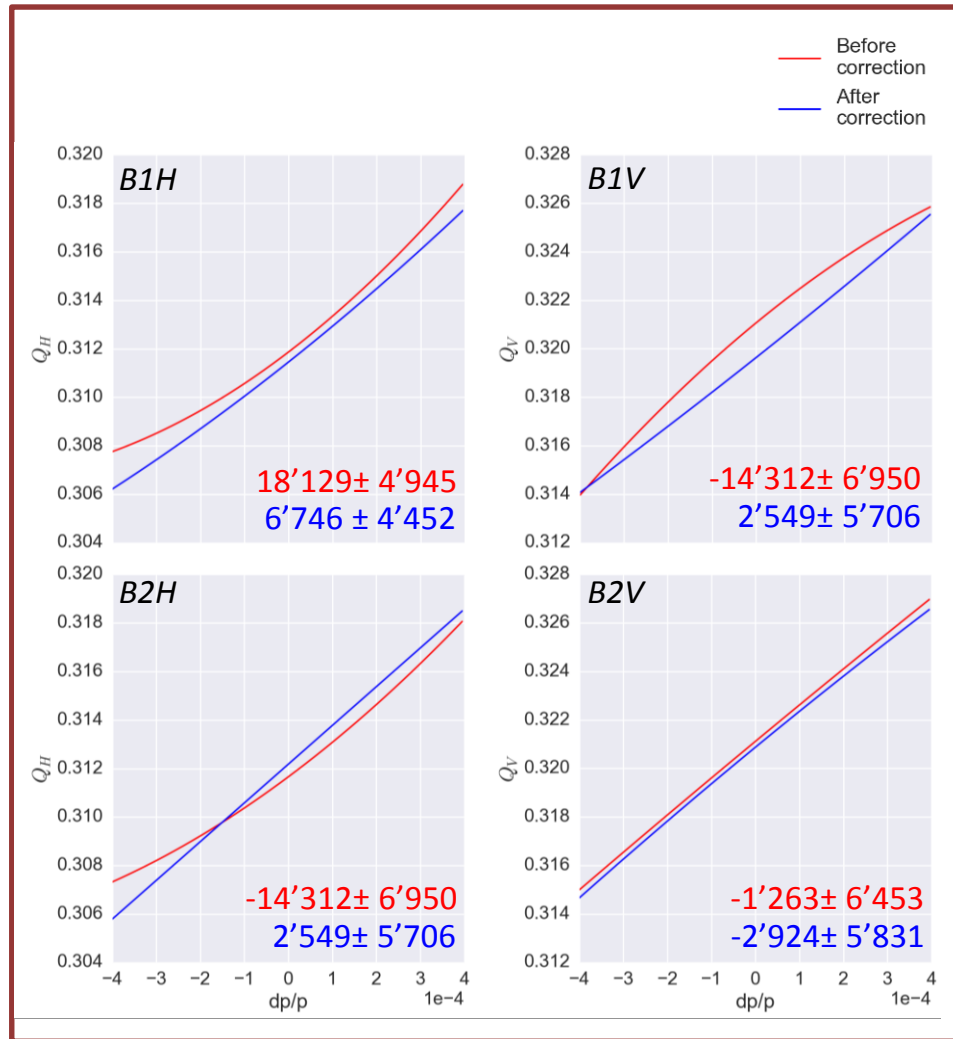 Before
correction
After
correction
0.320
0.318
0.316
0.314
0.312
0.310
0.308
0.306
0.304
Q_H
B1H
18’129± 4’945
6’746 ± 4’452
0.328
0.326
0.324
0.322
0.320
0.318
0.316
0.314
0.312
Q_V
B1V
-14’312± 6’950
2’549± 5’706
0.320
0.318
0.316
0.314
0.312
0.310
0.308
0.306
0.304
Q_H
B2H
-14’312± 6’950
2’549± 5’706
−4 −3 −2 −1 0 1 2 3 4
dp/p
1e-4
0.328
0.326
0.324
0.322
0.320
0.318
0.316
0.314
0.312
Q_V
B2V
-1’263± 6’453
-2’924± 5’831
−4 −3 −2 −1 0 1 2 3 4
dp/p
1e-4